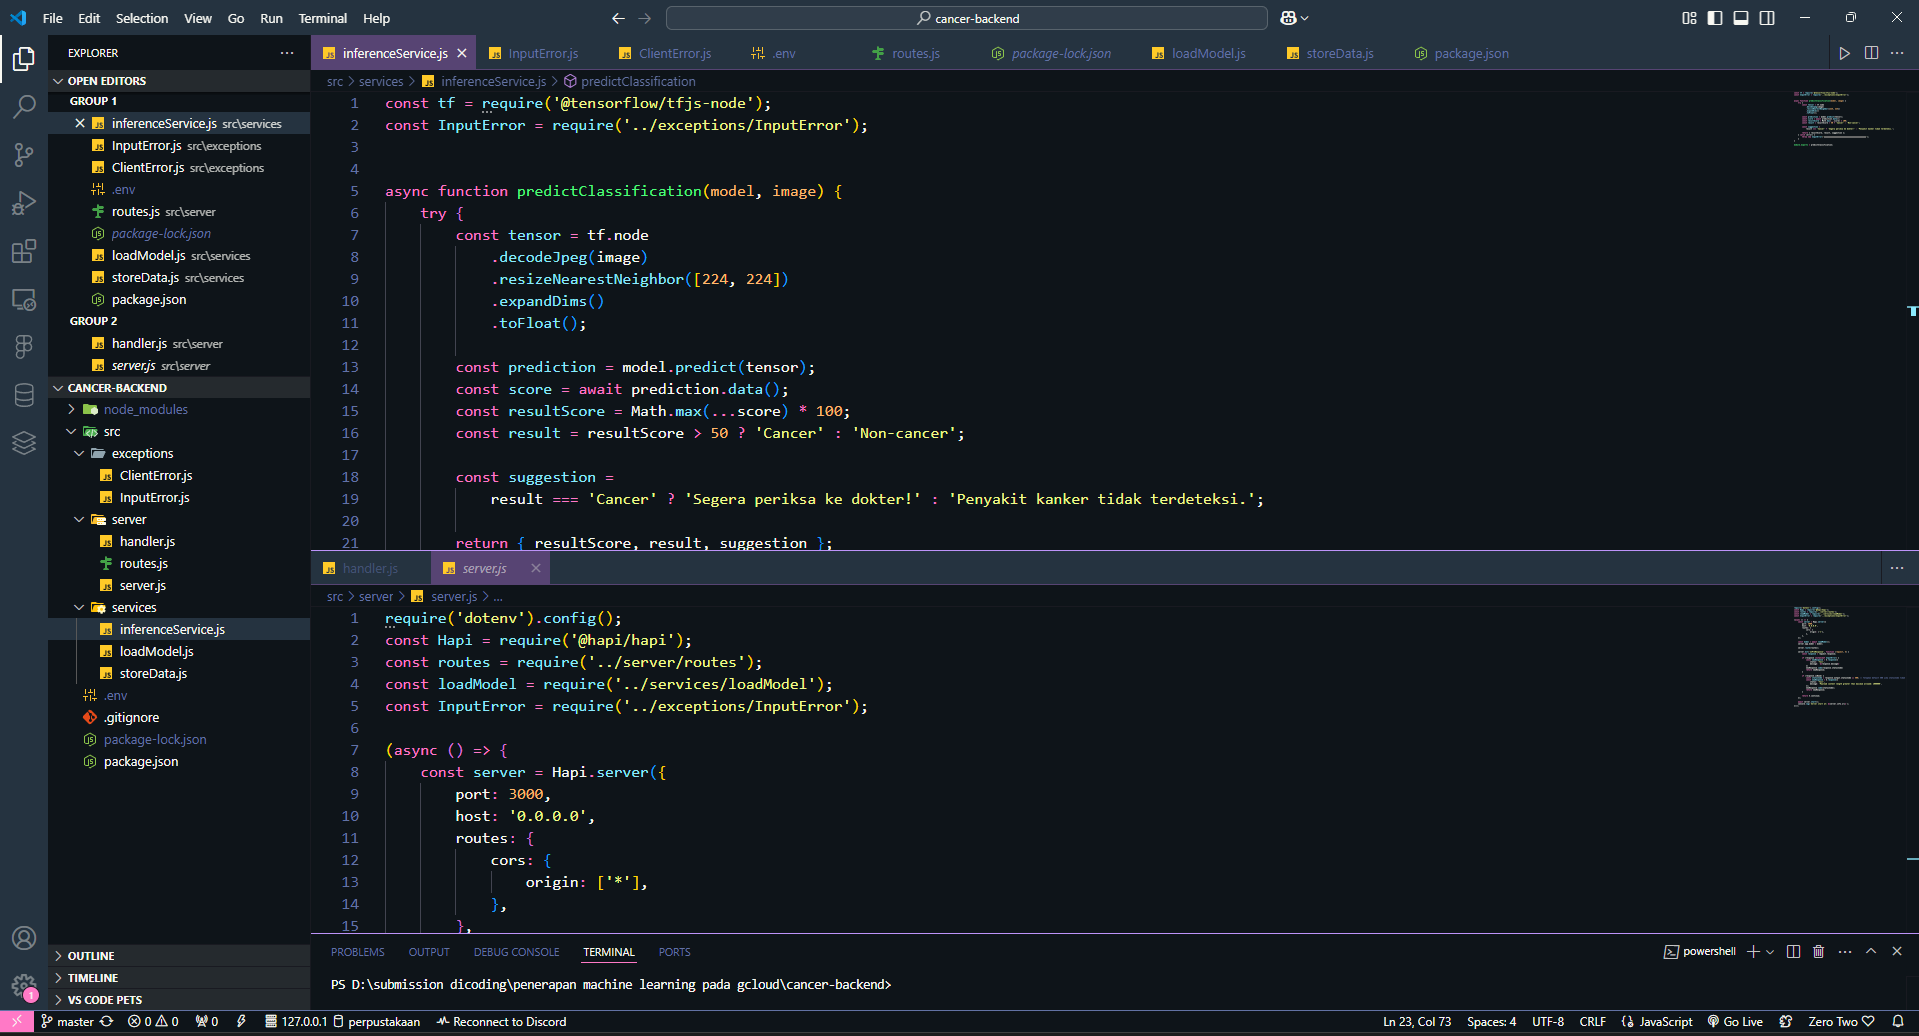 File Edit Selection View Go Run Terminal Help
cancer-backend
EXPLORER
OPEN EDITORS
GROUP 1
inferenceService.js src\services
InputError.js src\exceptions
ClientError.js src\exceptions
.env
routes.js src\server
package-lock.json
loadModel.js src\services
storeData.js src\services
package.json
GROUP 2
handler.js src\server
server.js src\server
CANCER-BACKEND
node_modules
src
exceptions
ClientError.js
InputError.js
server
handler.js
routes.js
server.js
services
inferenceService.js
loadModel.js
storeData.js
.env
.gitignore
package-lock.json
package.json
OUTLINE
TIMELINE
VS CODE PETS
inferenceService.js InputError.js ClientError.js .env routes.js package-lock.json loadModel.js storeData.js package.json
src > services > inferenceService.js > predictClassification
1 const tf = require('@tensorflow/tfjs-node');
2 const InputError = require('../exceptions/InputError');
3
4
5 async function predictClassification(model, image) {
6 try {
7 const tensor = tf.node
8 .decodeJpeg(image)
9 .resizeNearestNeighbor([224, 224])
10 .expandDims()
11 .toFloat();
12
13 const prediction = model.predict(tensor);
14 const score = await prediction.data();
15 const resultScore = Math.max(...score) * 100;
16 const result = resultScore > 50 ? 'Cancer' : 'Non-cancer';
17
18 const suggestion =
19 result === 'Cancer' ? 'Segera periksa ke dokter!' : 'Penyakit kanker tidak terdeteksi.';
20
21 return { resultScore, result, suggestion };
handler.js server.js
src > server > server.js > ...
1 require('dotenv').config();
2 const Hapi = require('@hapi/hapi');
3 const routes = require('../server/routes');
4 const loadModel = require('../services/loadModel');
5 const InputError = require('../exceptions/InputError');
6
7 (async () => {
8 const server = Hapi.server({
9 port: 3000,
10 host: '0.0.0.0',
11 routes: {
12 cors: {
13 origin: ['*'],
14 },
15 },
PROBLEMS OUTPUT DEBUG CONSOLE TERMINAL PORTS
powershell
PS D:\submission dicoding\penerapan machine learning pada gcloud\cancer-backend>
1
master 0 0 0 127.0.0.1 perpustakaan Reconnect to Discord
Ln 23, Col 73 Spaces: 4 UTF-8 CRLF JavaScript Go Live Zero Two